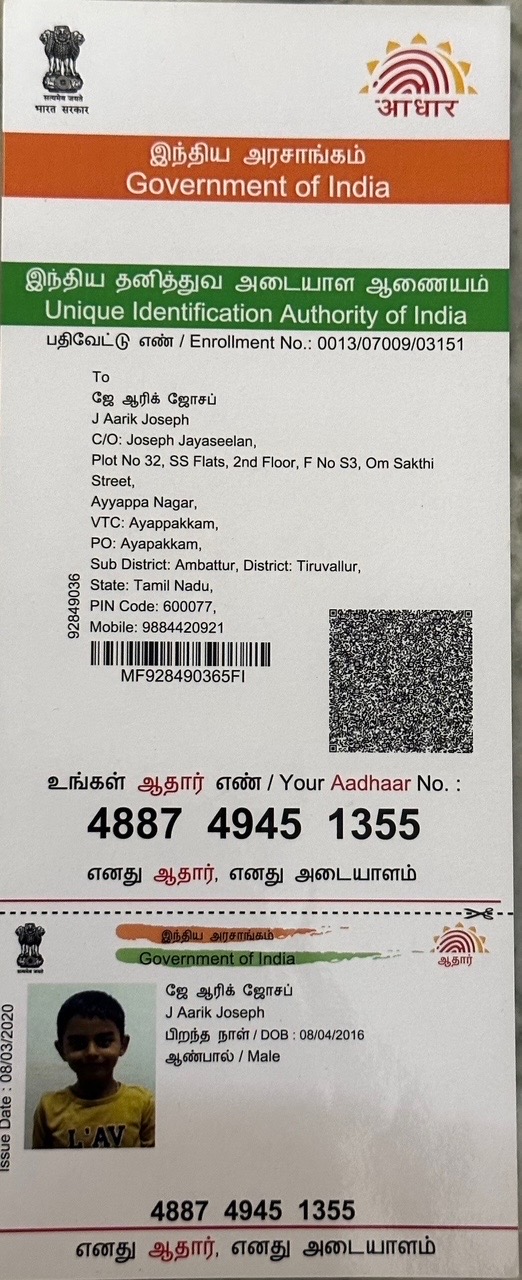 सत्यमेव जयते
भारत सरकार
आधार
இந்திய அரசாங்கம்
Government of India
இந்திய தனித்துவ அடையாள ஆணையம்
Unique Identification Authority of India
பதிவேட்டு எண் / Enrollment No.: 0013/07009/03151
To
ஜே ஆரிக் ஜோசப்
J Aarik Joseph
C/O: Joseph Jayaseelan,
Plot No 32, SS Flats, 2nd Floor, F No S3, Om Sakthi
Street,
Ayyappa Nagar,
VTC: Ayappakkam,
PO: Ayapakkam,
Sub District: Ambattur, District: Tiruvallur,
State: Tamil Nadu,
PIN Code: 600077,
Mobile: 9884420921
92849036
MF928490365FI
உங்கள் ஆதார் எண் / Your Aadhaar No. :
4887 4945 1355
எனது ஆதார், எனது அடையாளம்
இந்திய அரசாங்கம்
Government of India
ஆதார்
ஜே ஆரிக் ஜோசப்
J Aarik Joseph
பிறந்த நாள் / DOB : 08/04/2016
ஆண்பால் / Male
Issue Date : 08/03/2020
L'AV
4887 4945 1355
எனது ஆதார், எனது அடையாளம்